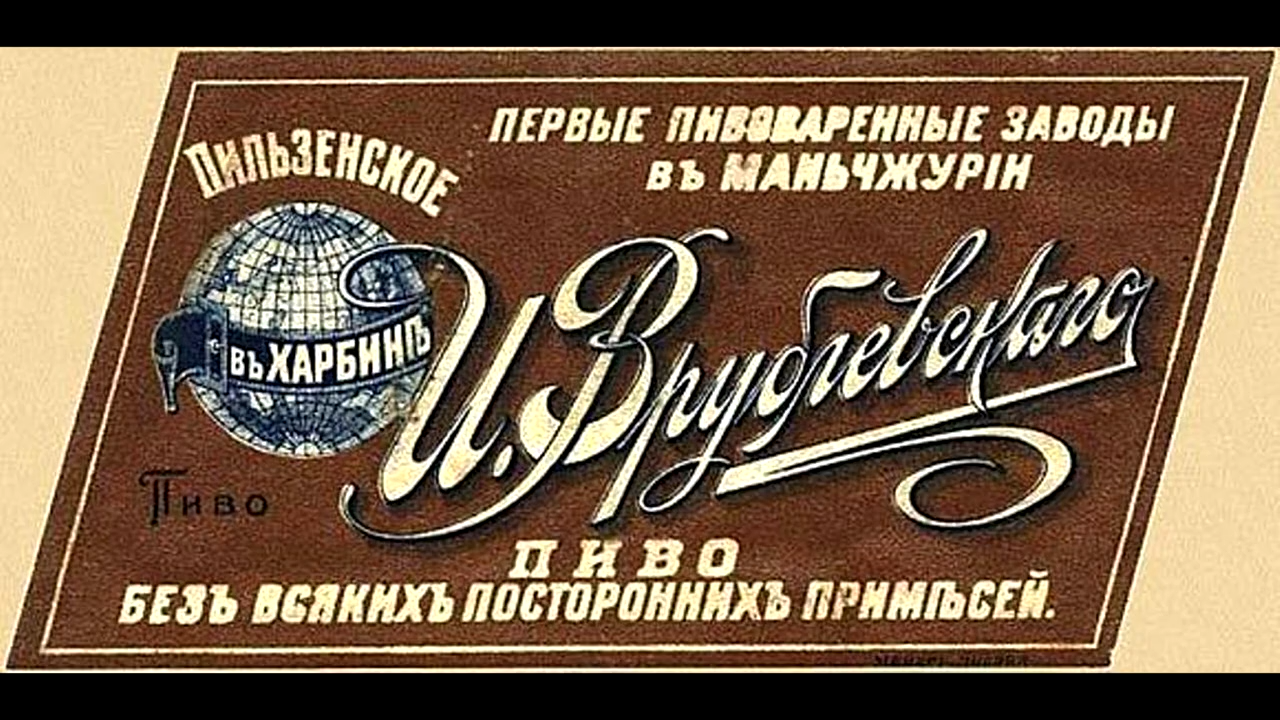 ПЕРВЫЕ ПИВОВАРЕННЫЕ ЗАВОДЫ
ВЪ МАНЬЧЖУРІИ
ПИЛЬЗЕНСКОЕ
ВЪ ХАРБИНѢ
И. Врублевскаго
Пиво
ПИВО
БЕЗЪ ВСЯКИХЪ ПОСТОРОННИХЪ ПРИМѢСЕЙ.